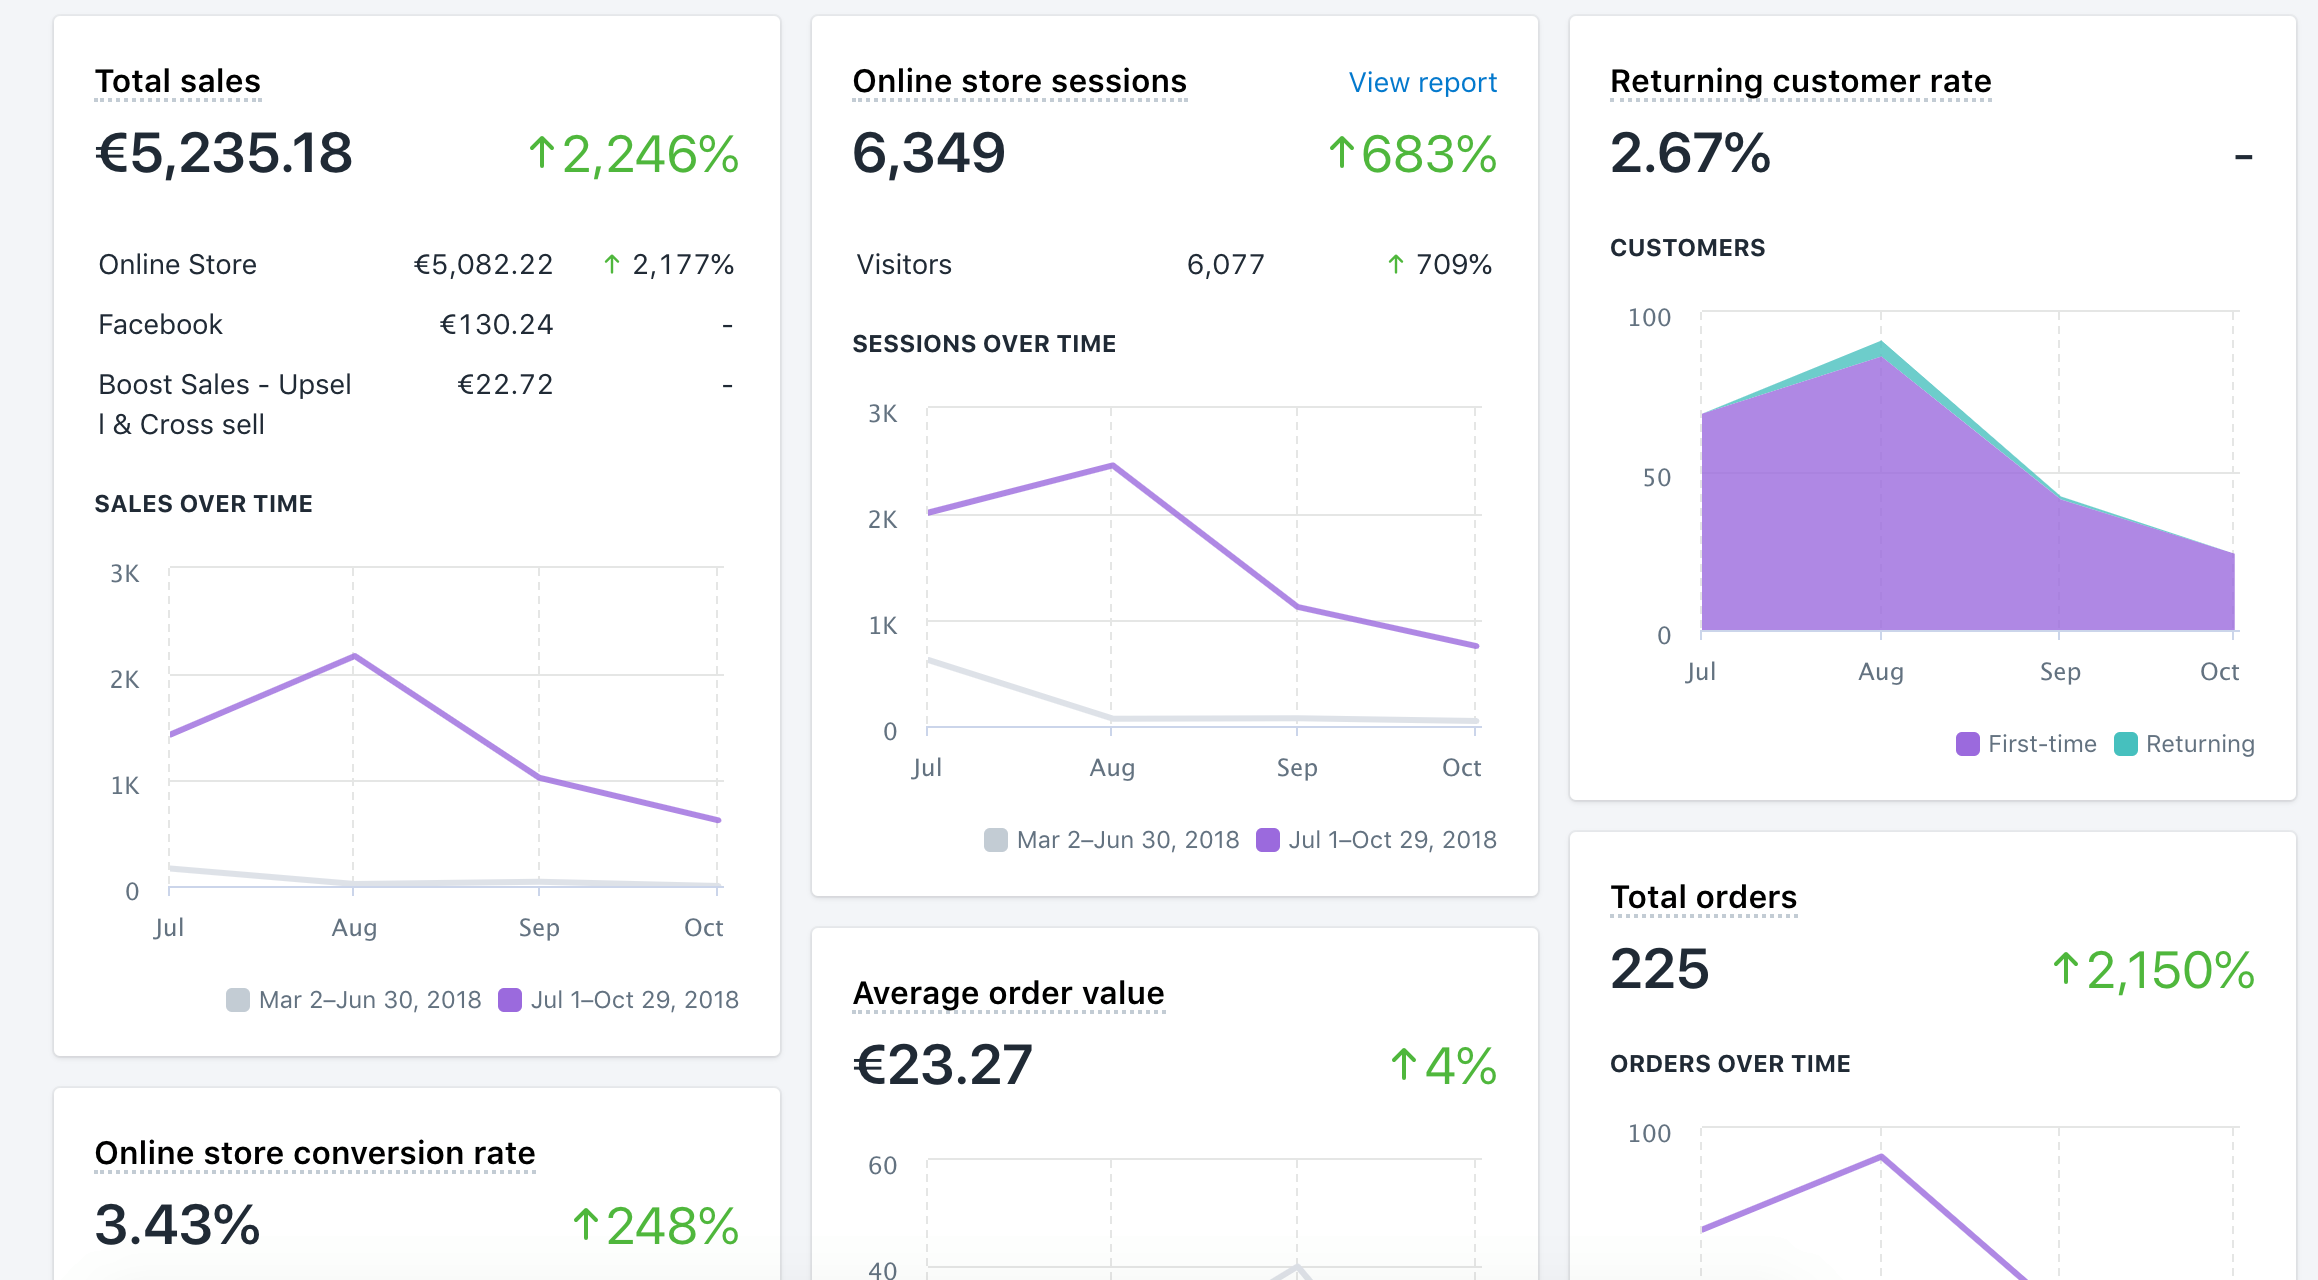 Total sales
€5,235.18 ↑2,246%
Online Store €5,082.22 ↑ 2,177%
Facebook €130.24 -
Boost Sales - Upsel €22.72 -
l & Cross sell
SALES OVER TIME
3K
2K
1K
0
Jul Aug Sep Oct
Mar 2–Jun 30, 2018 Jul 1–Oct 29, 2018
Online store conversion rate
3.43% ↑248%
Online store sessions View report
6,349 ↑683%
Visitors 6,077 ↑ 709%
SESSIONS OVER TIME
3K
2K
1K
0
Jul Aug Sep Oct
Mar 2–Jun 30, 2018 Jul 1–Oct 29, 2018
Average order value
€23.27 ↑4%
60
40
Returning customer rate
2.67% -
CUSTOMERS
100
50
0
Jul Aug Sep Oct
First-time Returning
Total orders
225 ↑2,150%
ORDERS OVER TIME
100